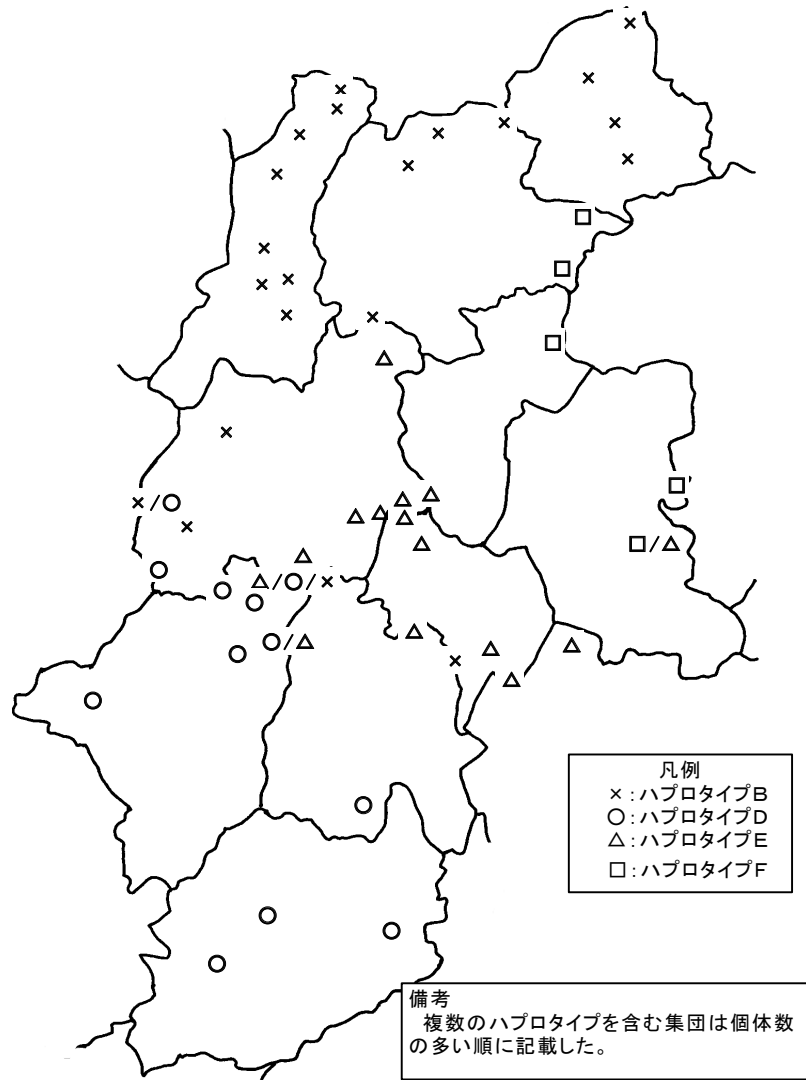 凡例
×:ハプロタイプB
○:ハプロタイプD
△:ハプロタイプE
□:ハプロタイプF
備考
複数のハプロタイプを含む集団は個体数
の多い順に記載した。